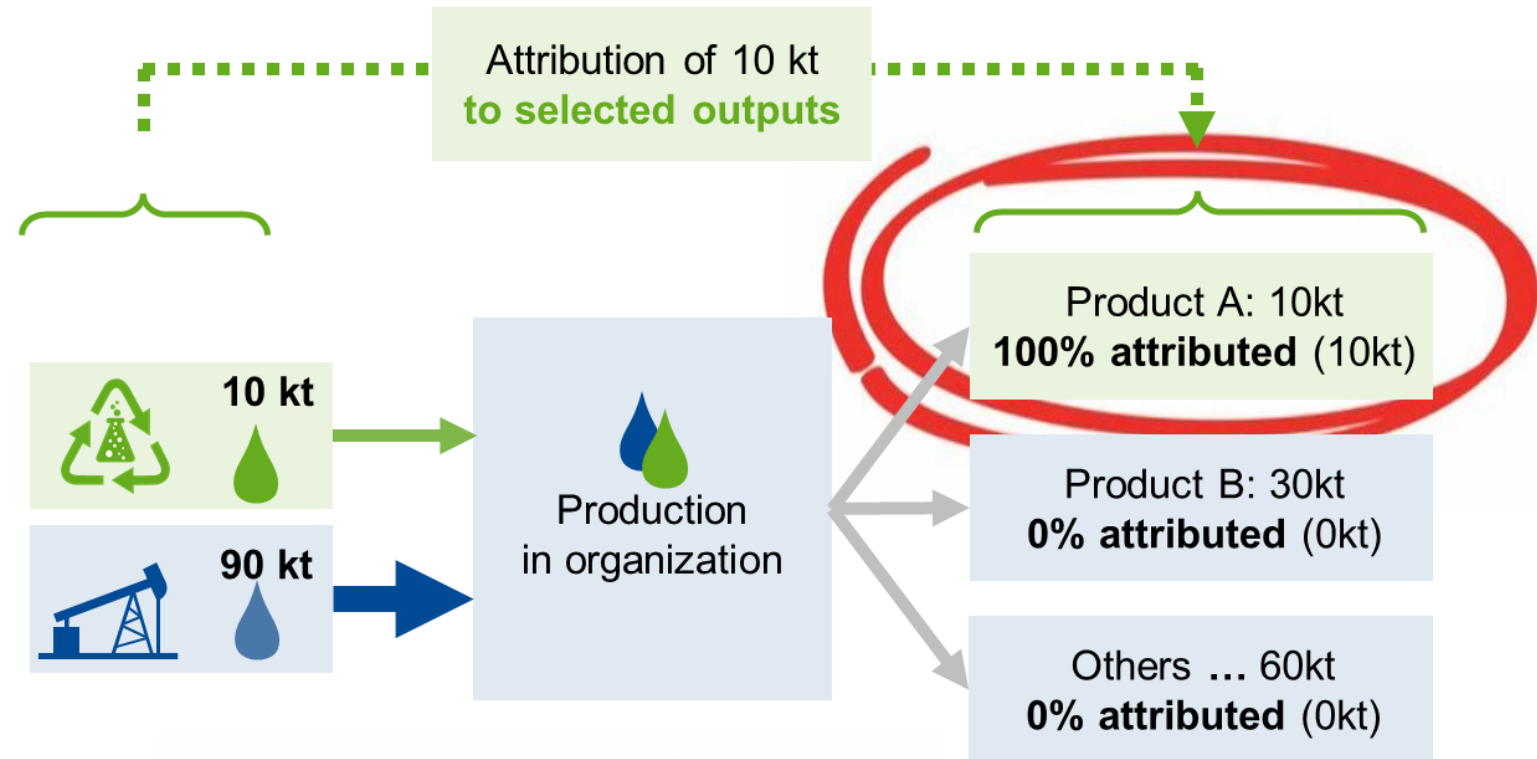 Attribution of 10 kt
to selected outputs
10 kt
90 kt
Production
in organization
Product A: 10kt
100% attributed (10kt)
Product B: 30kt
0% attributed (0kt)
Others ... 60kt
0% attributed (0kt)